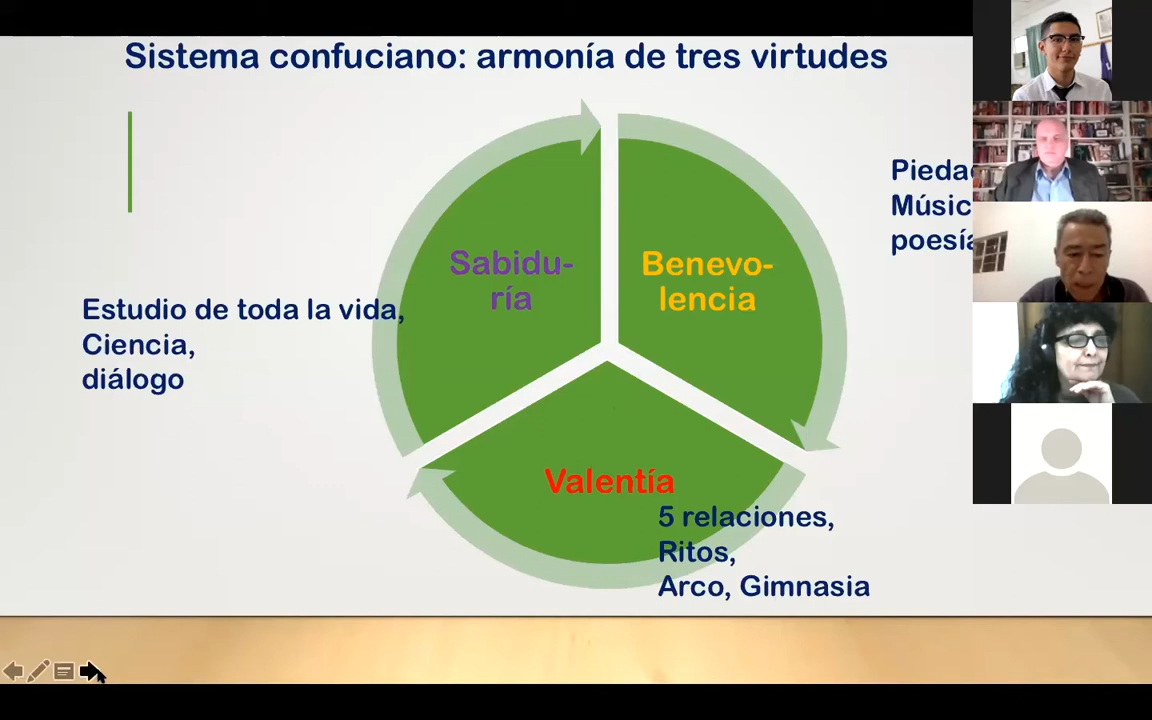 Sistema confuciano: armonía de tres virtudes
Sabidu-
ría
Benevo-
lencia
Estudio de toda la vida,
Ciencia,
diálogo
Valentía
5 relaciones,
Ritos,
Arco, Gimnasia
poesía